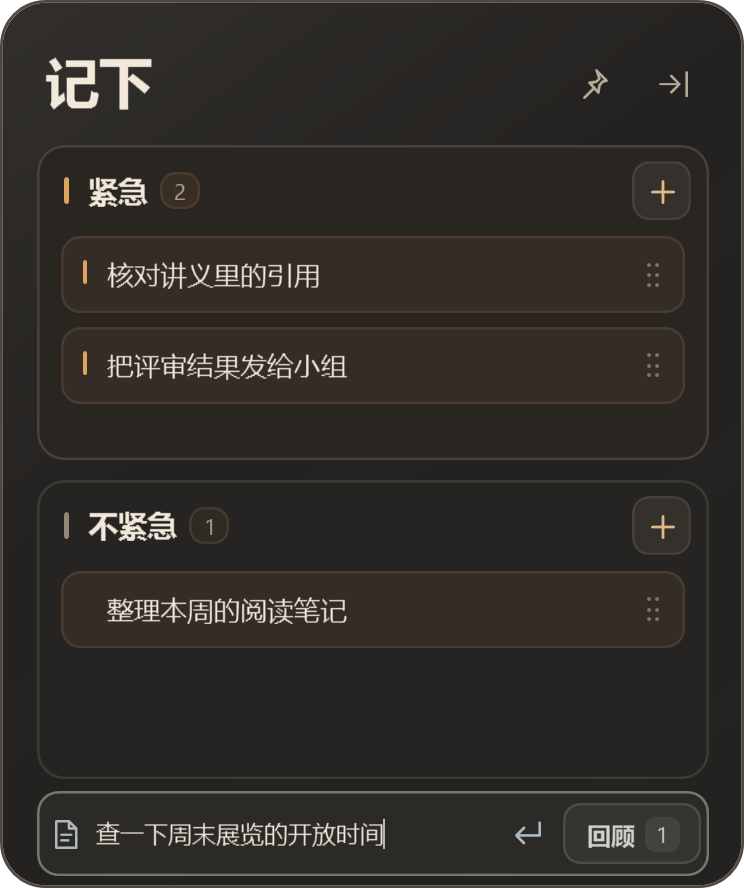 记下
紧急 2
核对讲义里的引用
把评审结果发给小组
不紧急 1
整理本周的阅读笔记
查一下周末展览的开放时间 回顾 1